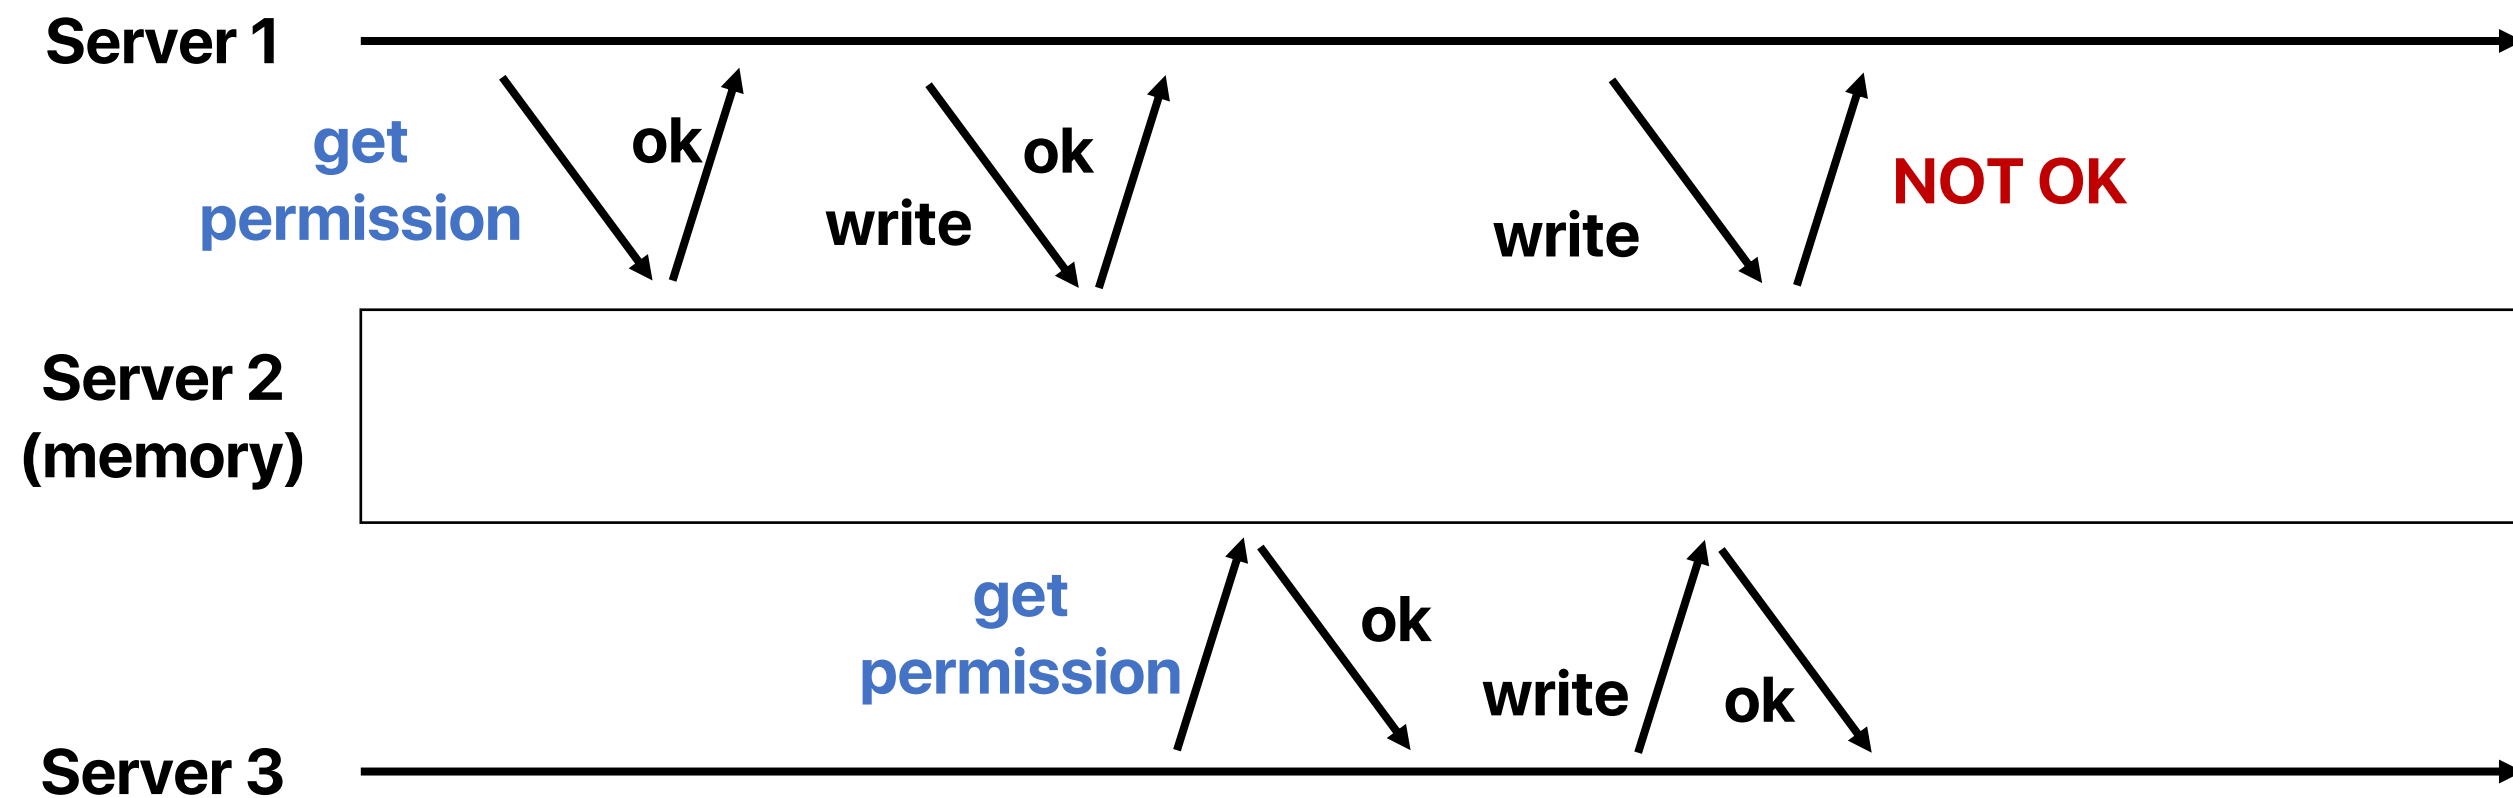 Server 1
get
permission
ok
write
ok
write
NOT OK
Server 2
(memory)
get
permission
ok
write
ok
Server 3